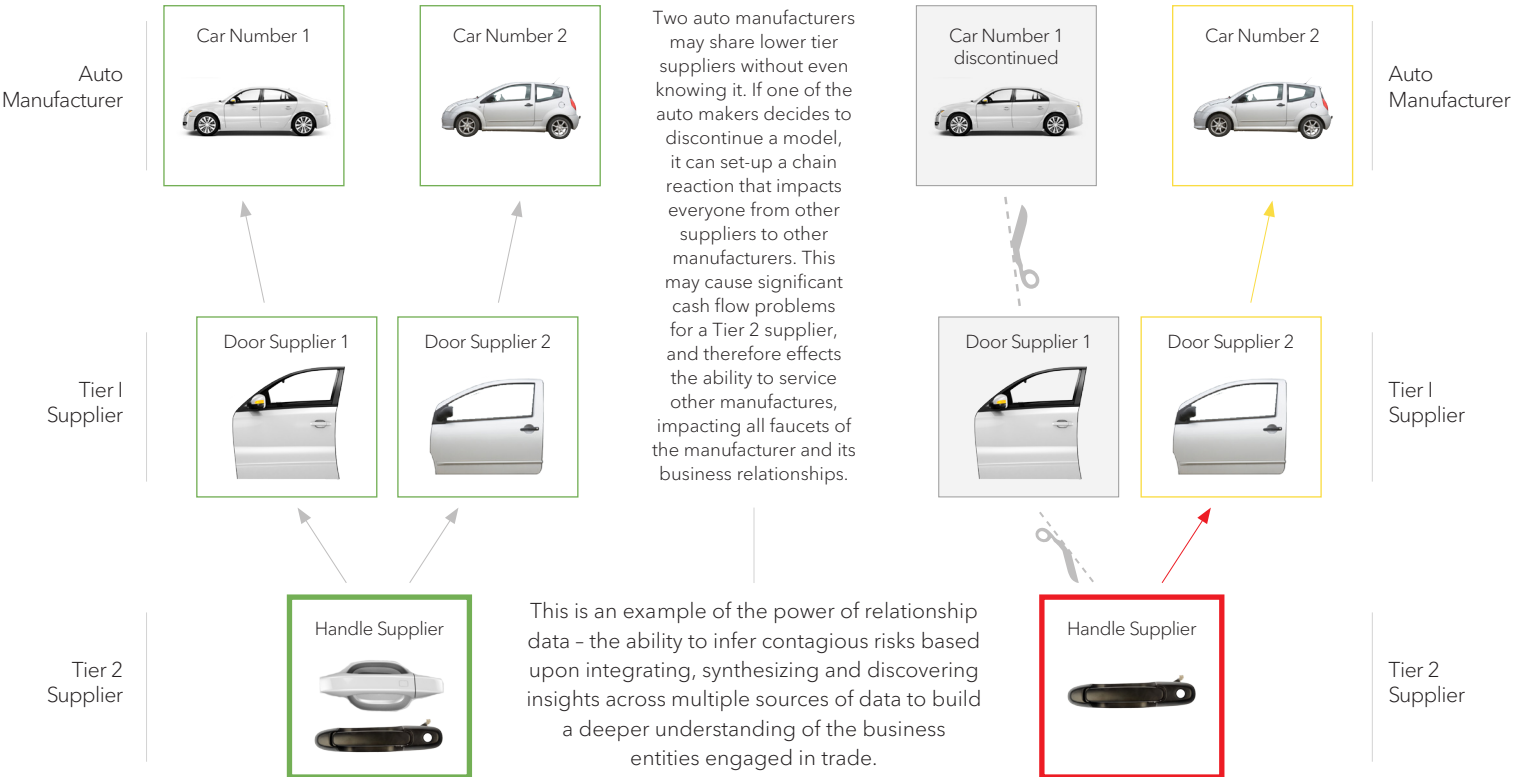 Auto
Manufacturer
Car Number 1
Car Number 2
Tier I
Supplier
Door Supplier 1
Door Supplier 2
Tier 2
Supplier
Handle Supplier
Two auto manufacturers
may share lower tier
suppliers without even
knowing it. If one of the
auto makers decides to
discontinue a model,
it can set-up a chain
reaction that impacts
everyone from other
suppliers to other
manufacturers. This
may cause significant
cash flow problems
for a Tier 2 supplier,
and therefore effects
the ability to service
other manufactures,
impacting all faucets of
the manufacturer and its
business relationships.
This is an example of the power of relationship
data – the ability to infer contagious risks based
upon integrating, synthesizing and discovering
insights across multiple sources of data to build
a deeper understanding of the business
entities engaged in trade.
Car Number 1
discontinued
Car Number 2
Auto
Manufacturer
Door Supplier 1
Door Supplier 2
Tier I
Supplier
Handle Supplier
Tier 2
Supplier